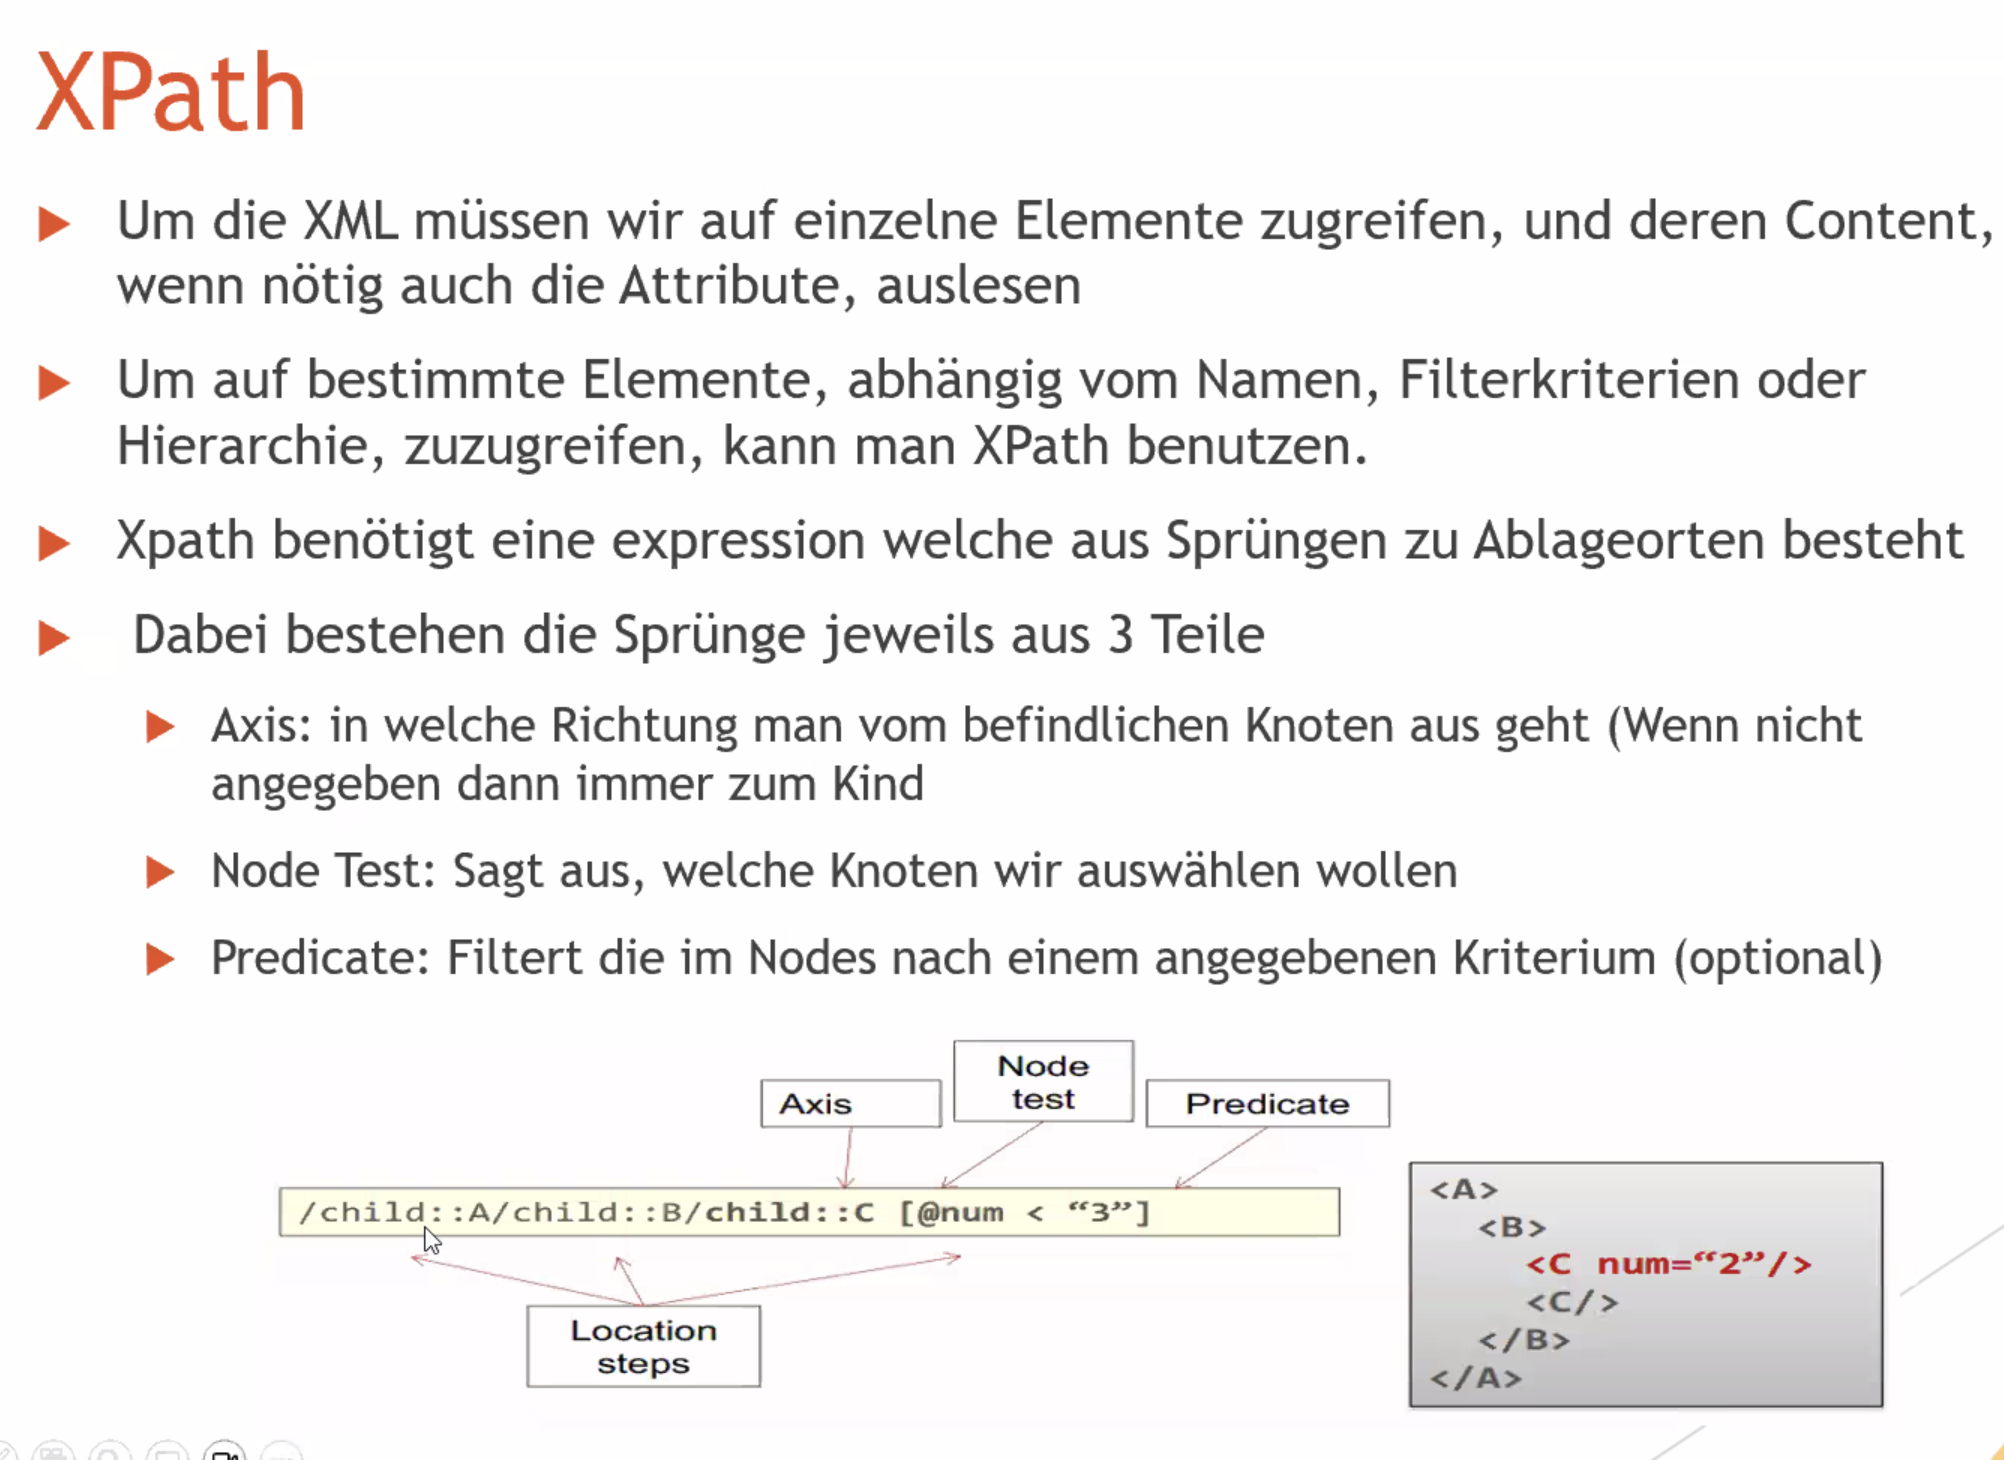 XPath
Um die XML müssen wir auf einzelne Elemente zugreifen, und deren Content,
wenn nötig auch die Attribute, auslesen
Um auf bestimmte Elemente, abhängig vom Namen, Filterkriterien oder
Hierarchie, zuzugreifen, kann man XPath benutzen.
Xpath benötigt eine expression welche aus Sprüngen zu Ablageorten besteht
Dabei bestehen die Sprünge jeweils aus 3 Teile
Axis: in welche Richtung man vom befindlichen Knoten aus geht (Wenn nicht
angegeben dann immer zum Kind
Node Test: Sagt aus, welche Knoten wir auswählen wollen
Predicate: Filtert die im Nodes nach einem angegebenen Kriterium (optional)
Axis
Node
test
Predicate
/child::A/child::B/child::C [@num < “3”]
Location
steps
<A>
<B>
<C num=“2”/>
<C/>
</B>
</A>